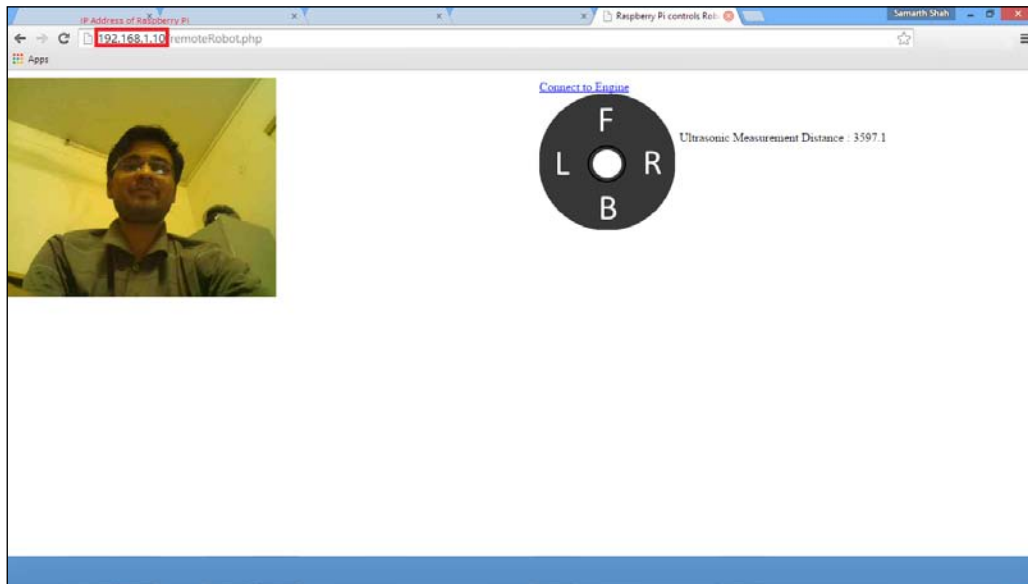 IP Address of Raspberry PI
Raspberry Pi controls Rob
Samarth Shah
192.168.1.10/remoteRobot.php
Apps
Connect to Engine
F
L R
B
Ultrasonic Measurement Distance : 3597.1